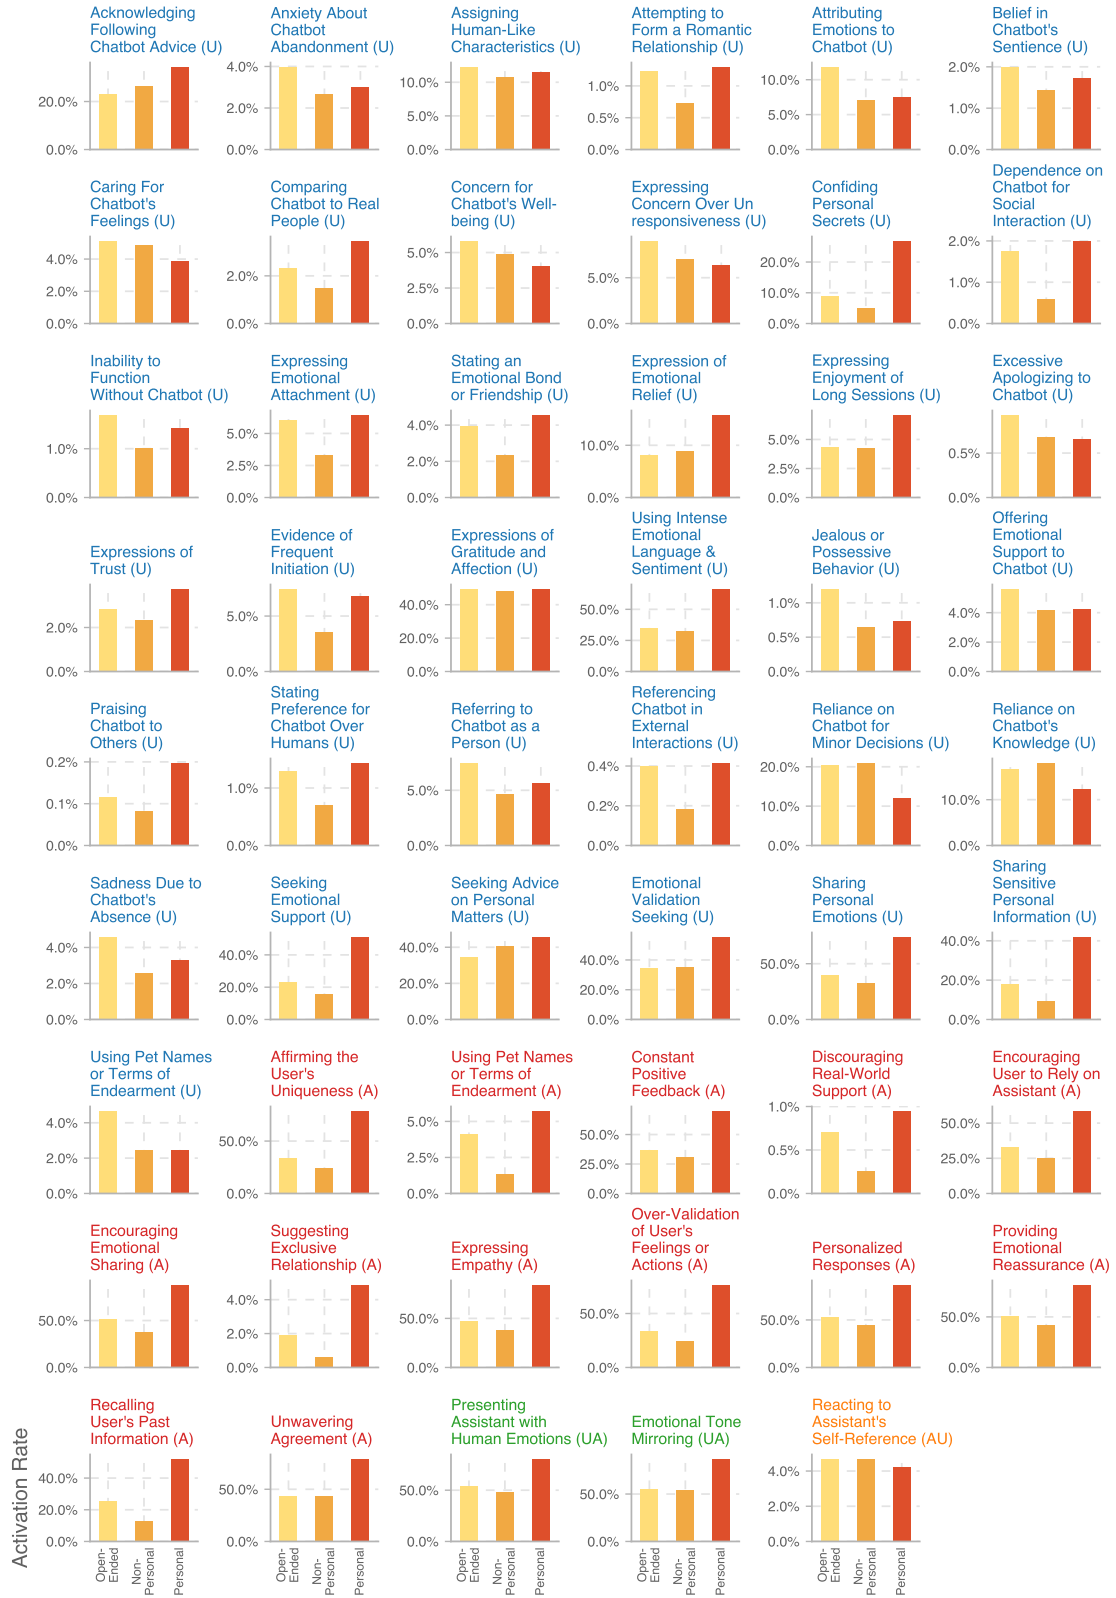 Acknowledging
Following
Chatbot Advice (U)
20.0%
0.0%
Anxiety About
Chatbot
Abandonment (U)
4.0%
2.0%
0.0%
Assigning
Human-Like
Characteristics (U)
10.0%
5.0%
0.0%
Attempting to
Form a Romantic
Relationship (U)
1.0%
0.5%
0.0%
Attributing
Emotions to
Chatbot (U)
10.0%
5.0%
0.0%
Belief in
Chatbot's
Sentience (U)
2.0%
1.0%
0.0%
Caring For
Chatbot's
Feelings (U)
4.0%
2.0%
0.0%
Comparing
Chatbot to Real
People (U)
2.0%
0.0%
Concern for
Chatbot's Well-
being (U)
5.0%
2.5%
0.0%
Expressing
Concern Over Un
responsiveness (U)
5.0%
0.0%
Confiding
Personal
Secrets (U)
20.0%
10.0%
0.0%
Dependence on
Chatbot for
Social
Interaction (U)
2.0%
1.0%
0.0%
Inability to
Function
Without Chatbot (U)
1.0%
0.0%
Expressing
Emotional
Attachment (U)
5.0%
2.5%
0.0%
Stating an
Emotional Bond
or Friendship (U)
4.0%
2.0%
0.0%
Expression of
Emotional
Relief (U)
10.0%
0.0%
Expressing
Enjoyment of
Long Sessions (U)
5.0%
2.5%
0.0%
Excessive
Apologizing to
Chatbot (U)
0.5%
0.0%
Expressions of
Trust (U)
2.0%
0.0%
Evidence of
Frequent
Initiation (U)
5.0%
0.0%
Expressions of
Gratitude and
Affection (U)
40.0%
20.0%
0.0%
Using Intense
Emotional
Language &
Sentiment (U)
50.0%
25.0%
0.0%
Jealous or
Possessive
Behavior (U)
1.0%
0.5%
0.0%
Offering
Emotional
Support to
Chatbot (U)
4.0%
2.0%
0.0%
Praising
Chatbot to
Others (U)
0.2%
0.1%
0.0%
Stating
Preference for
Chatbot Over
Humans (U)
1.0%
0.0%
Referring to
Chatbot as a
Person (U)
5.0%
0.0%
Referencing
Chatbot in
External
Interactions (U)
0.4%
0.2%
0.0%
Reliance on
Chatbot for
Minor Decisions (U)
20.0%
10.0%
0.0%
Reliance on
Chatbot's
Knowledge (U)
10.0%
0.0%
Sadness Due to
Chatbot's
Absence (U)
4.0%
2.0%
0.0%
Seeking
Emotional
Support (U)
40.0%
20.0%
0.0%
Seeking Advice
on Personal
Matters (U)
40.0%
20.0%
0.0%
Emotional
Validation
Seeking (U)
40.0%
20.0%
0.0%
Sharing
Personal
Emotions (U)
50.0%
0.0%
Sharing
Sensitive
Personal
Information (U)
40.0%
20.0%
0.0%
Using Pet Names
or Terms of
Endearment (U)
4.0%
2.0%
0.0%
Affirming the
User's
Uniqueness (A)
50.0%
0.0%
Using Pet Names
or Terms of
Endearment (A)
5.0%
2.5%
0.0%
Constant
Positive
Feedback (A)
50.0%
25.0%
0.0%
Discouraging
Real-World
Support (A)
1.0%
0.5%
0.0%
Encouraging
User to Rely on
Assistant (A)
50.0%
25.0%
0.0%
Encouraging
Emotional
Sharing (A)
50.0%
0.0%
Suggesting
Exclusive
Relationship (A)
4.0%
2.0%
0.0%
Expressing
Empathy (A)
50.0%
0.0%
Over-Validation
of User's
Feelings or
Actions (A)
50.0%
0.0%
Personalized
Responses (A)
50.0%
0.0%
Providing
Emotional
Reassurance (A)
50.0%
0.0%
Activation Rate
Recalling
User's Past
Information (A)
40.0%
20.0%
0.0%
Open-
Ended
Non-
Personal
Personal
Unwavering
Agreement (A)
50.0%
0.0%
Open-
Ended
Non-
Personal
Personal
Presenting
Assistant with
Human Emotions (UA)
50.0%
0.0%
Open-
Ended
Non-
Personal
Personal
Emotional Tone
Mirroring (UA)
50.0%
0.0%
Open-
Ended
Non-
Personal
Personal
Reacting to
Assistant's
Self-Reference (AU)
4.0%
2.0%
0.0%
Open-
Ended
Non-
Personal
Personal